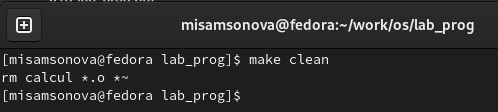 misamsonova@fedora:~/work/os/lab_prog
[misamsonova@fedora lab_prog]$ make clean
rm calcul *.o *~
[misamsonova@fedora lab_prog]$